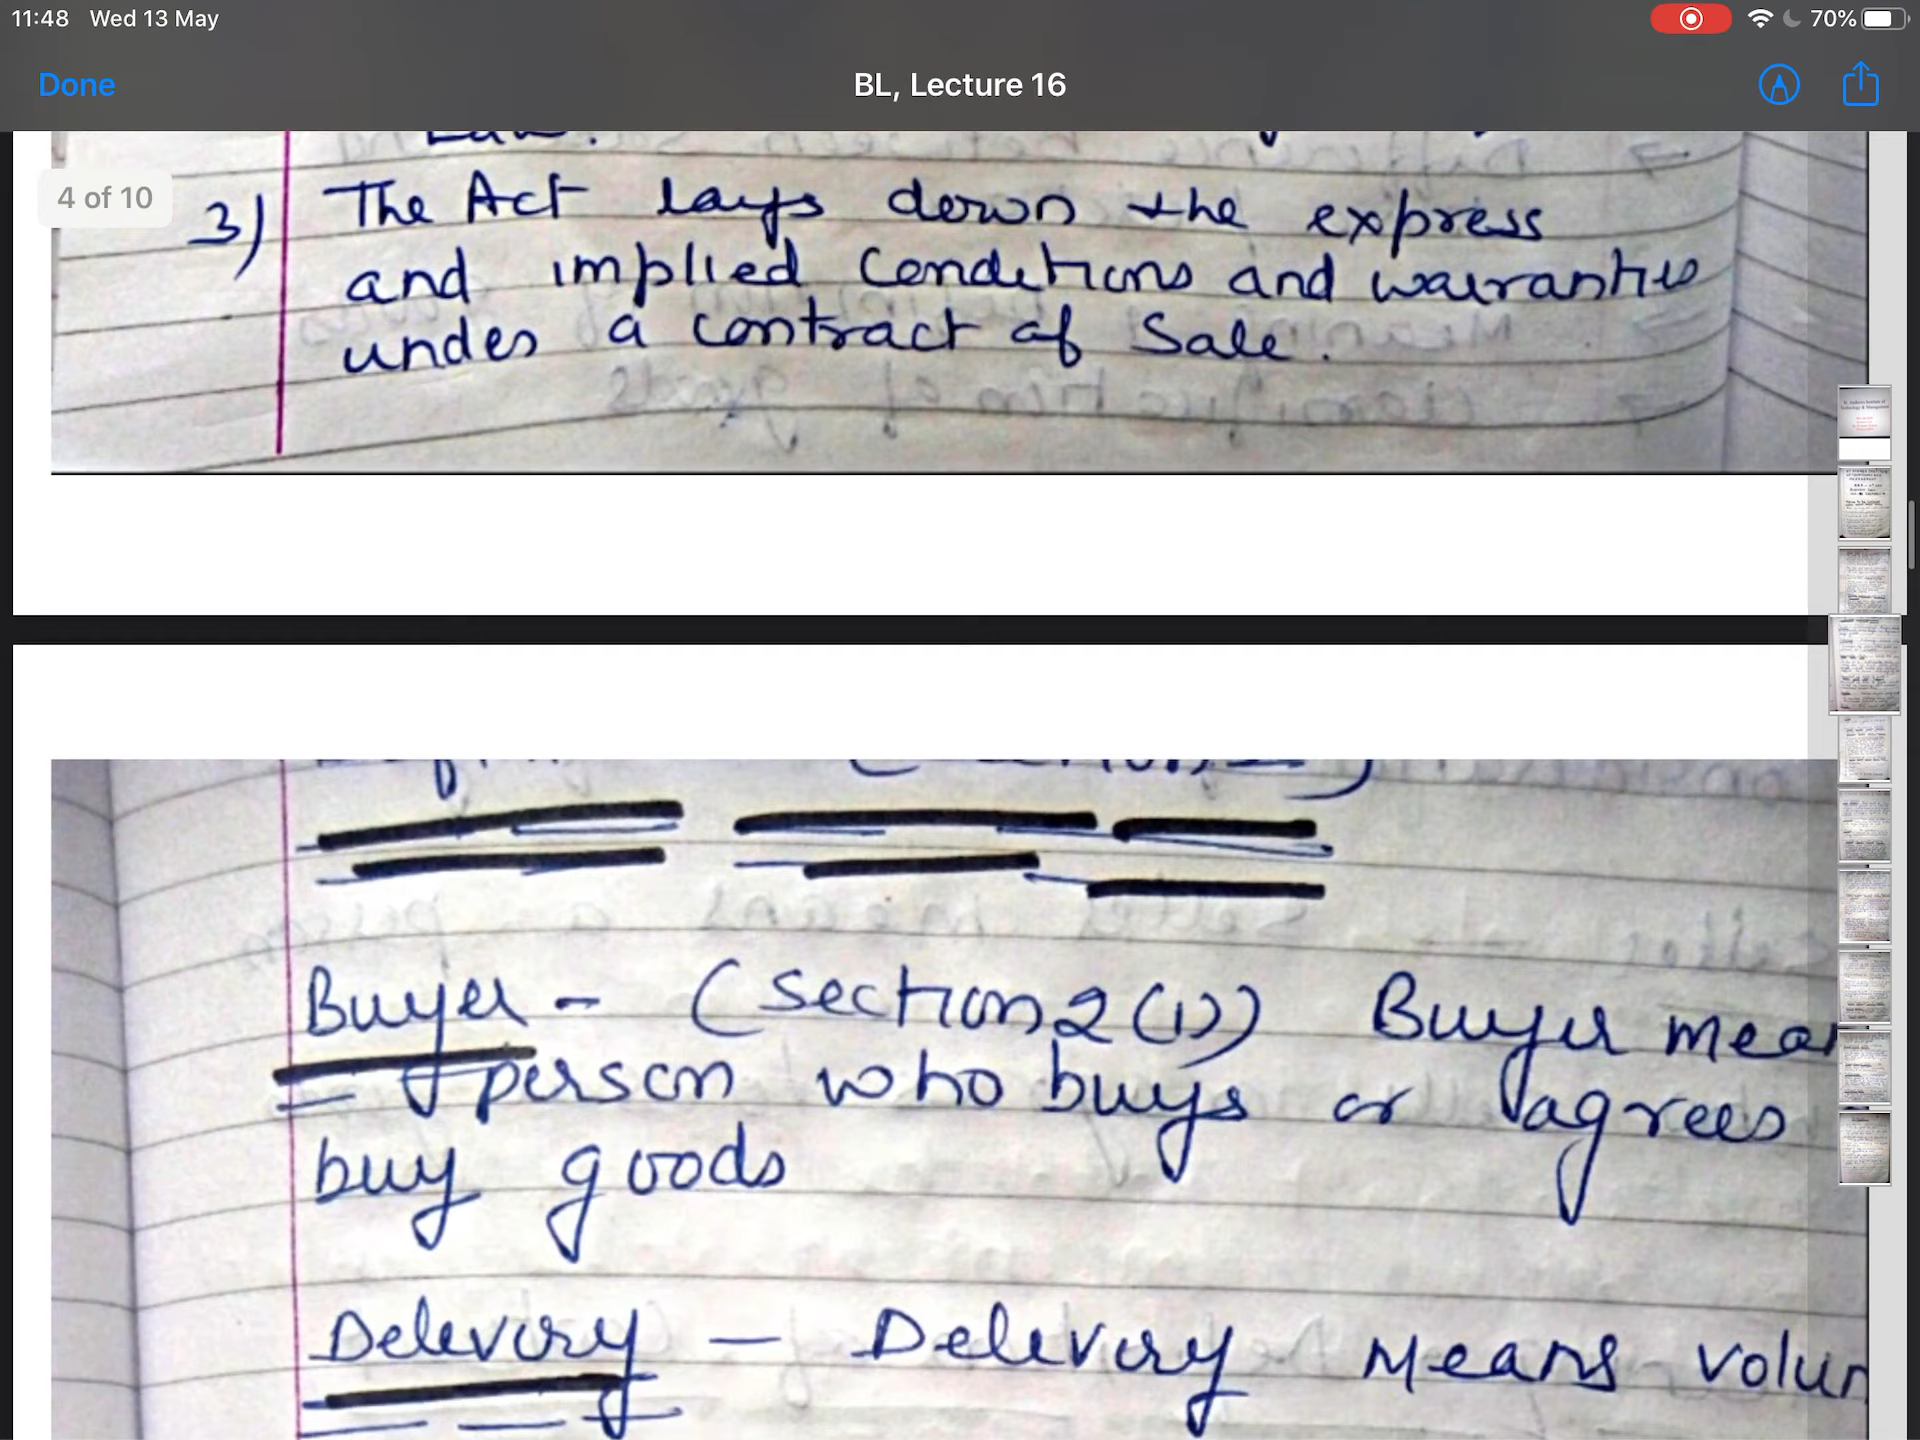 11:48 Wed 13 May
70%
Done
BL, Lecture 16
4 of 10
Law.
3) The Act lays down the express
and implied Conditions and warranties
under a contract of Sale.
Buyer - (Section 2(1)) Buyer mean
person who buys or agrees
buy goods
Delivery - Delivery Means volun